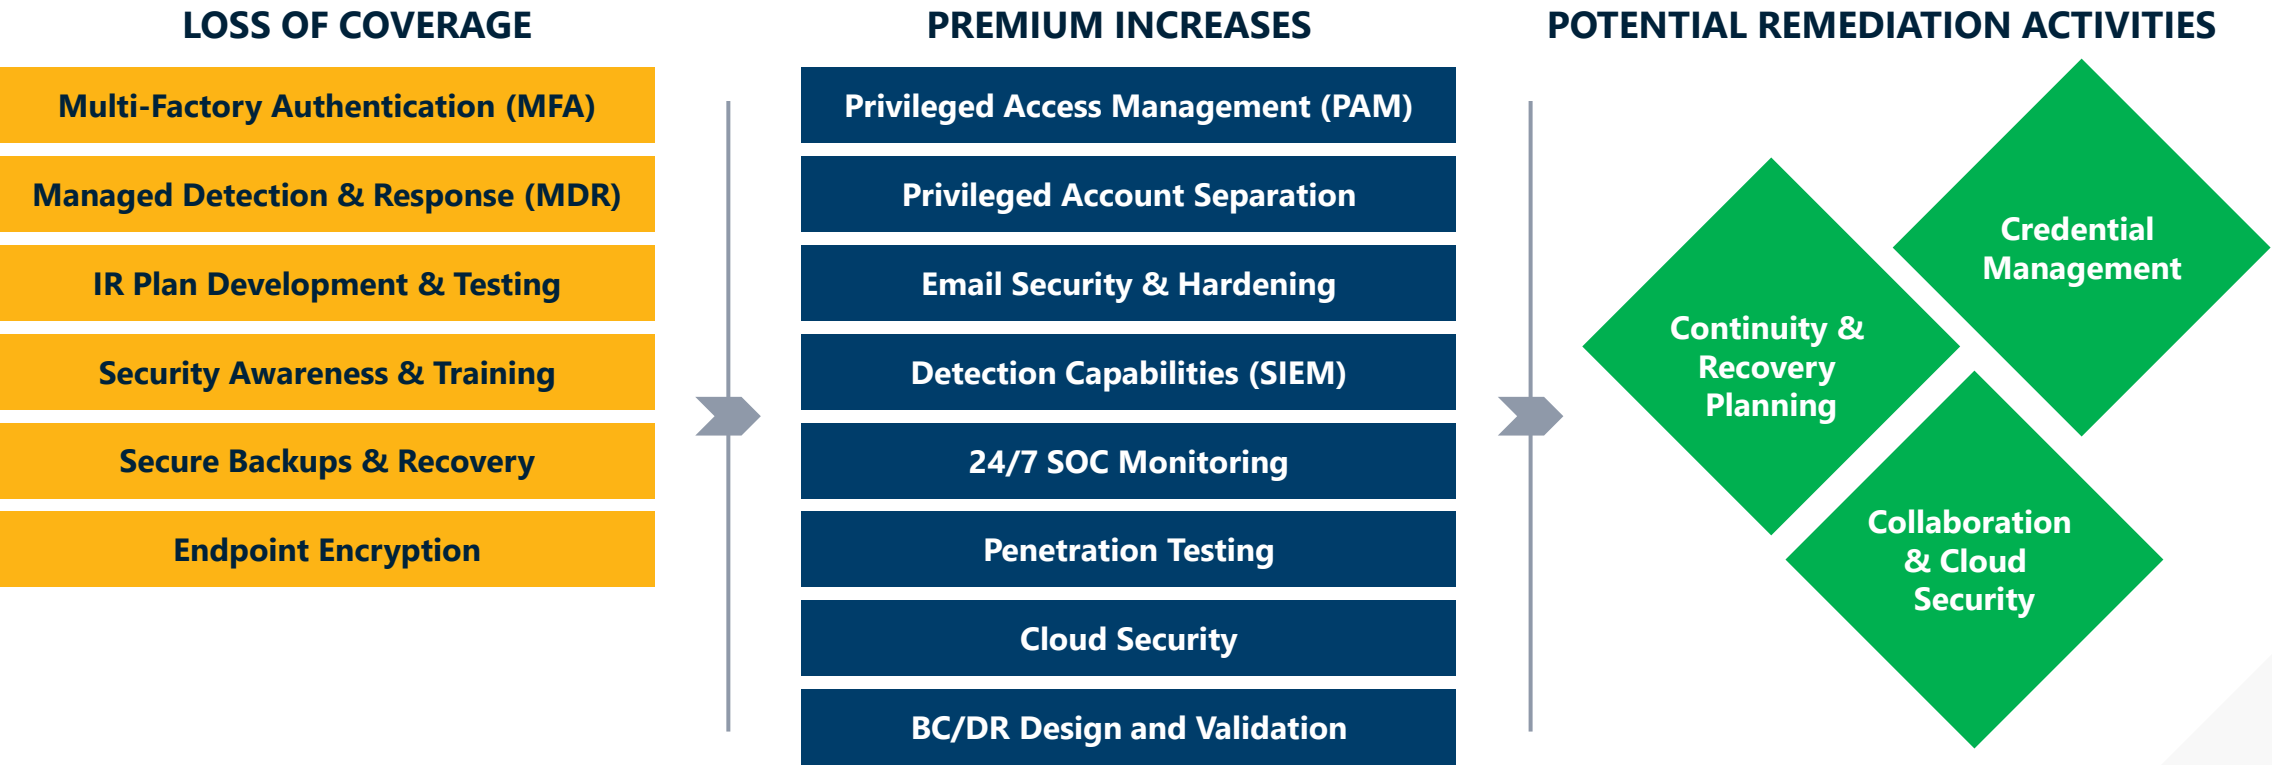 LOSS OF COVERAGE
Multi-Factory Authentication (MFA)
Managed Detection & Response (MDR)
IR Plan Development & Testing
Security Awareness & Training
Secure Backups & Recovery
Endpoint Encryption
PREMIUM INCREASES
Privileged Access Management (PAM)
Privileged Account Separation
Email Security & Hardening
Detection Capabilities (SIEM)
24/7 SOC Monitoring
Penetration Testing
Cloud Security
BC/DR Design and Validation
POTENTIAL REMEDIATION ACTIVITIES
Credential
Management
Continuity &
Recovery
Planning
Collaboration
& Cloud
Security